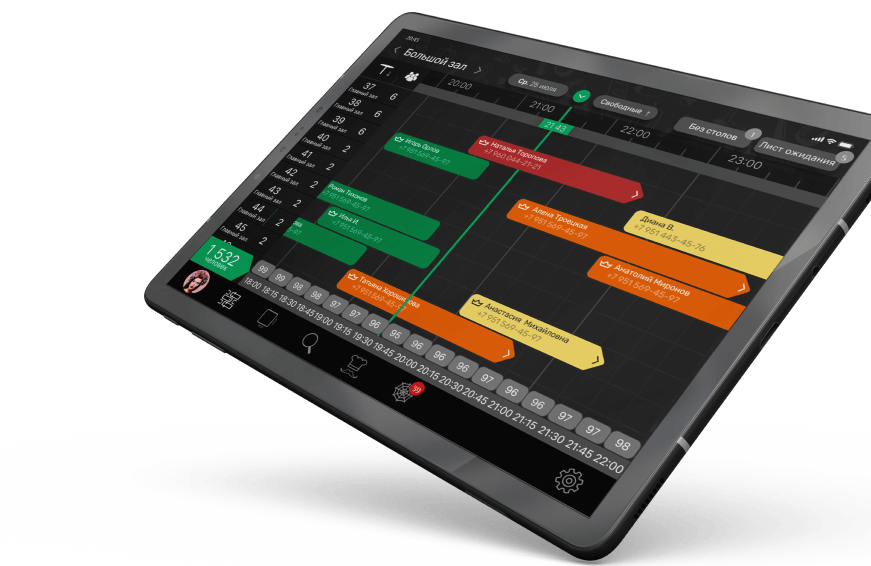 20:45
Большой зал
Ср. 25 июля
Свободные ↑
Без столов
Лист ожидания
5
20:00
21:00
21:43
22:00
23:00
37
Главный зал
6
38
Главный зал
6
39
Главный зал
6
40
Главный зал
2
41
Главный зал
2
42
Главный зал
2
43
Главный зал
2
44
Главный зал
2
45
Главный зал
2
Игорь Орлов
+7 951 569-45-97
Наталья Торопова
+7 960 044-21-21
Роман Тихонов
+7 951 569-45-97
Илья И.
+7 951 569-45-97
Алена Троецкая
+7 951 569-45-97
Диана В.
+7 951 443-45-76
Анатолий Миронов
+7 951 569-45-97
Татьяна
+7 951 569-45-97
Анастасия Михайловна
+7 951 569-45-97
1 532
человек
99 99 98 98 97 97 96 95 96 96 96 97 96 96 97 97 98
18:00 18:15 18:30 18:45 19:00 19:15 19:30 19:45 20:00 20:15 20:30 20:45 21:00 21:15 21:30 21:45 22:00
59